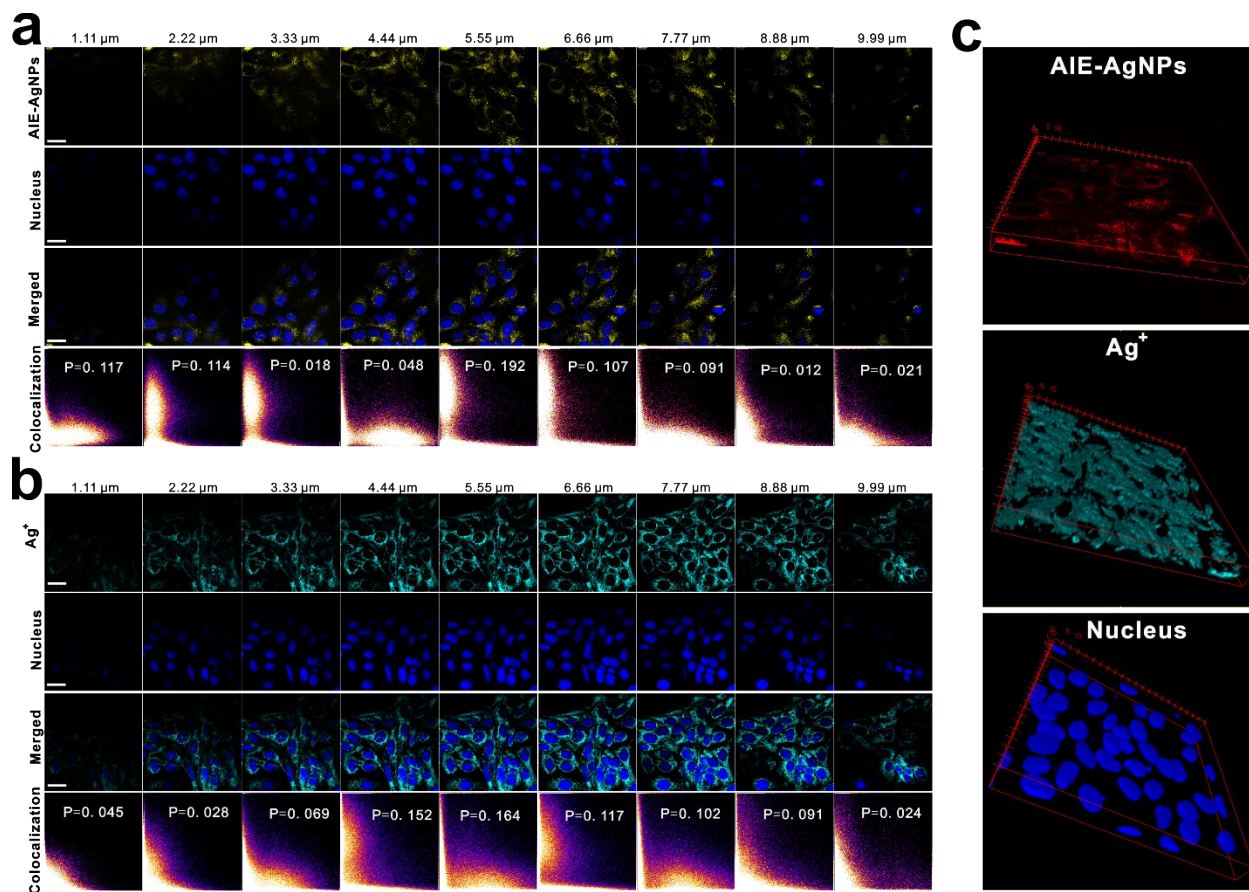 a
1.11 µm 2.22 µm 3.33 µm 4.44 µm 5.55 µm 6.66 µm 7.77 µm 8.88 µm 9.99 µm
AIE-AgNPs
Nucleus
Merged
Colocalization
P=0. 117 P=0. 114 P=0. 018 P=0. 048 P=0. 192 P=0. 107 P=0. 091 P=0. 012 P=0. 021
b
1.11 µm 2.22 µm 3.33 µm 4.44 µm 5.55 µm 6.66 µm 7.77 µm 8.88 µm 9.99 µm
Ag⁺
Nucleus
Merged
Colocalization
P=0. 045 P=0. 028 P=0. 069 P=0. 152 P=0. 164 P=0. 117 P=0. 102 P=0. 091 P=0. 024
c
AIE-AgNPs
Ag⁺
Nucleus